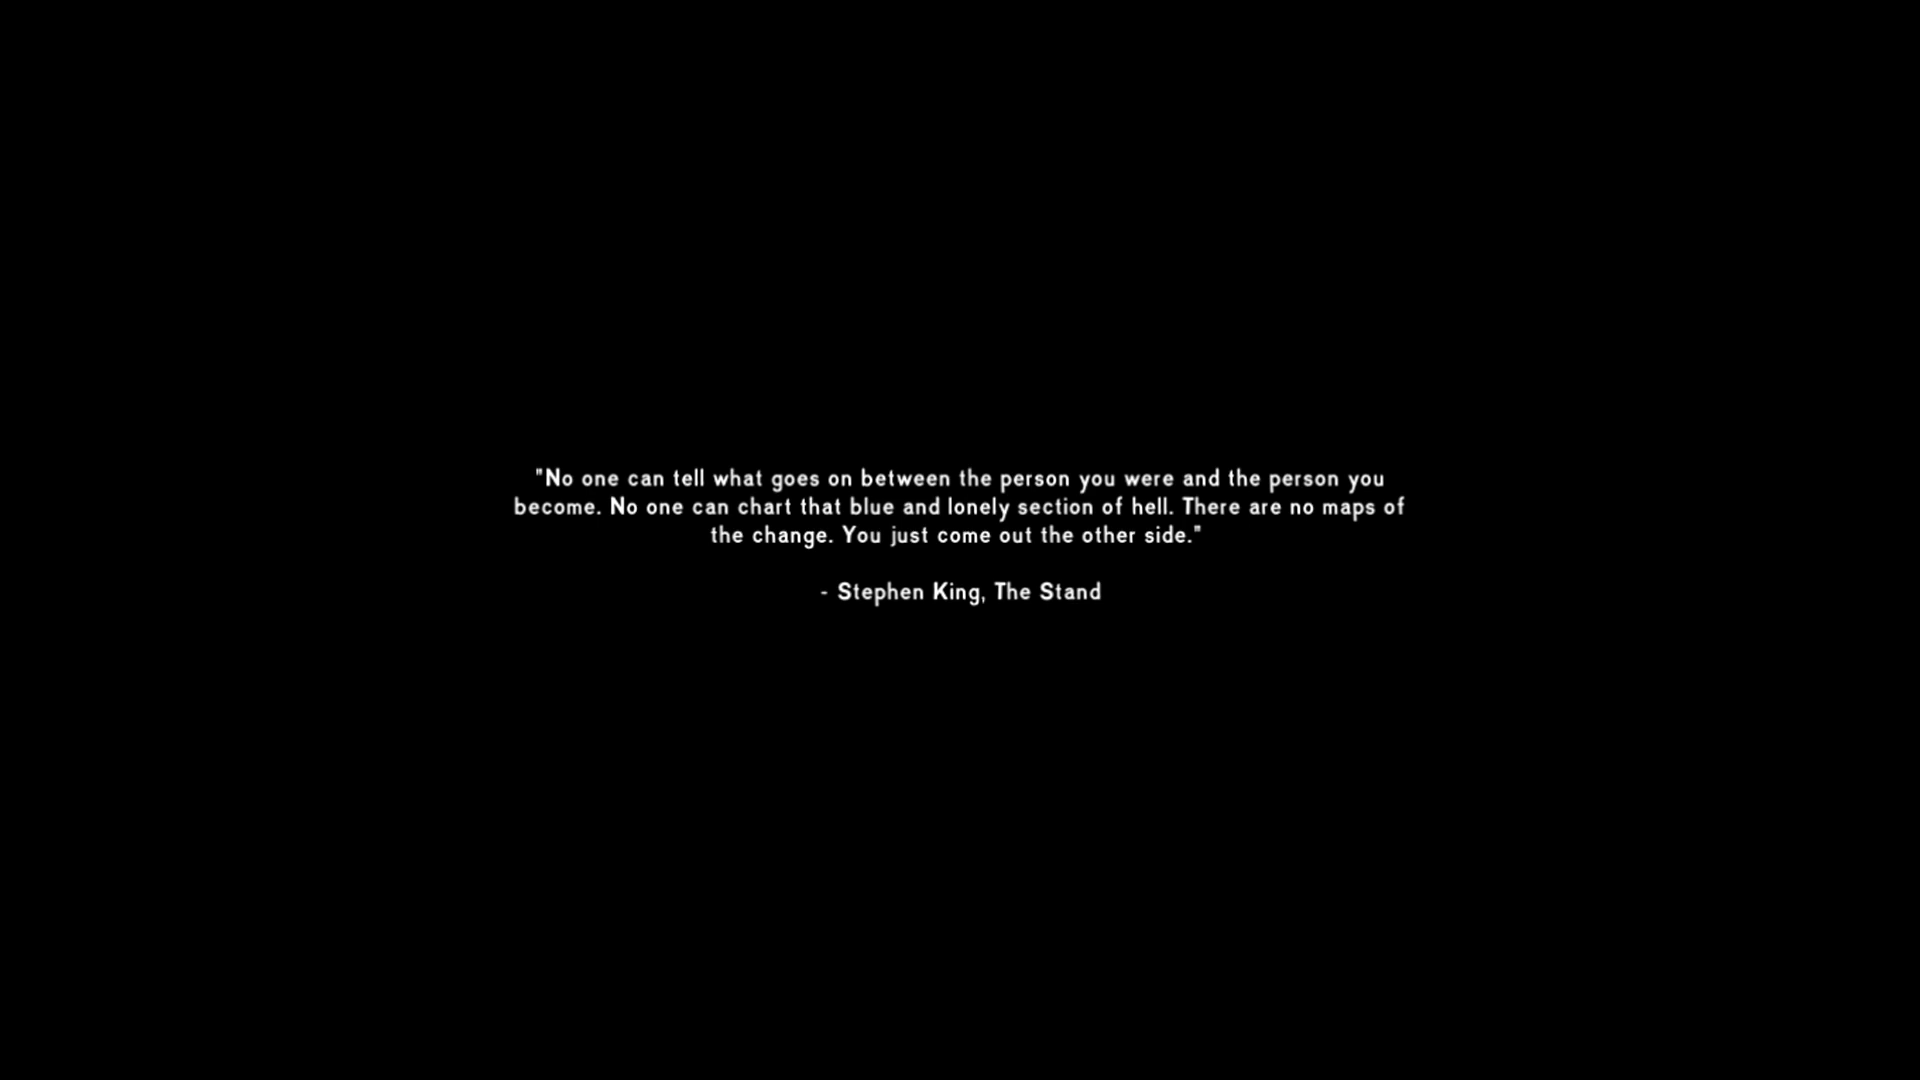 "No one can tell what goes on between the person you were and the person you
become. No one can chart that blue and lonely section of hell. There are no maps of
the change. You just come out the other side."
- Stephen King, The Stand